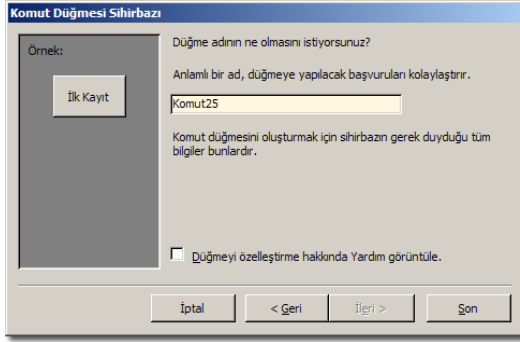 Komut Düğmesi Sihirbazı
Örnek:
İlk Kayıt
Düğme adının ne olmasını istiyorsunuz?
Anlamlı bir ad, düğmeye yapılacak başvuruları kolaylaştırır.
Komut25
Komut düğmesini oluşturmak için sihirbazın gerek duyduğu tüm
bilgiler bunlardır.
Düğmeyi özelleştirme hakkında Yardım görüntüle.
İptal
< Geri
İleri >
Son